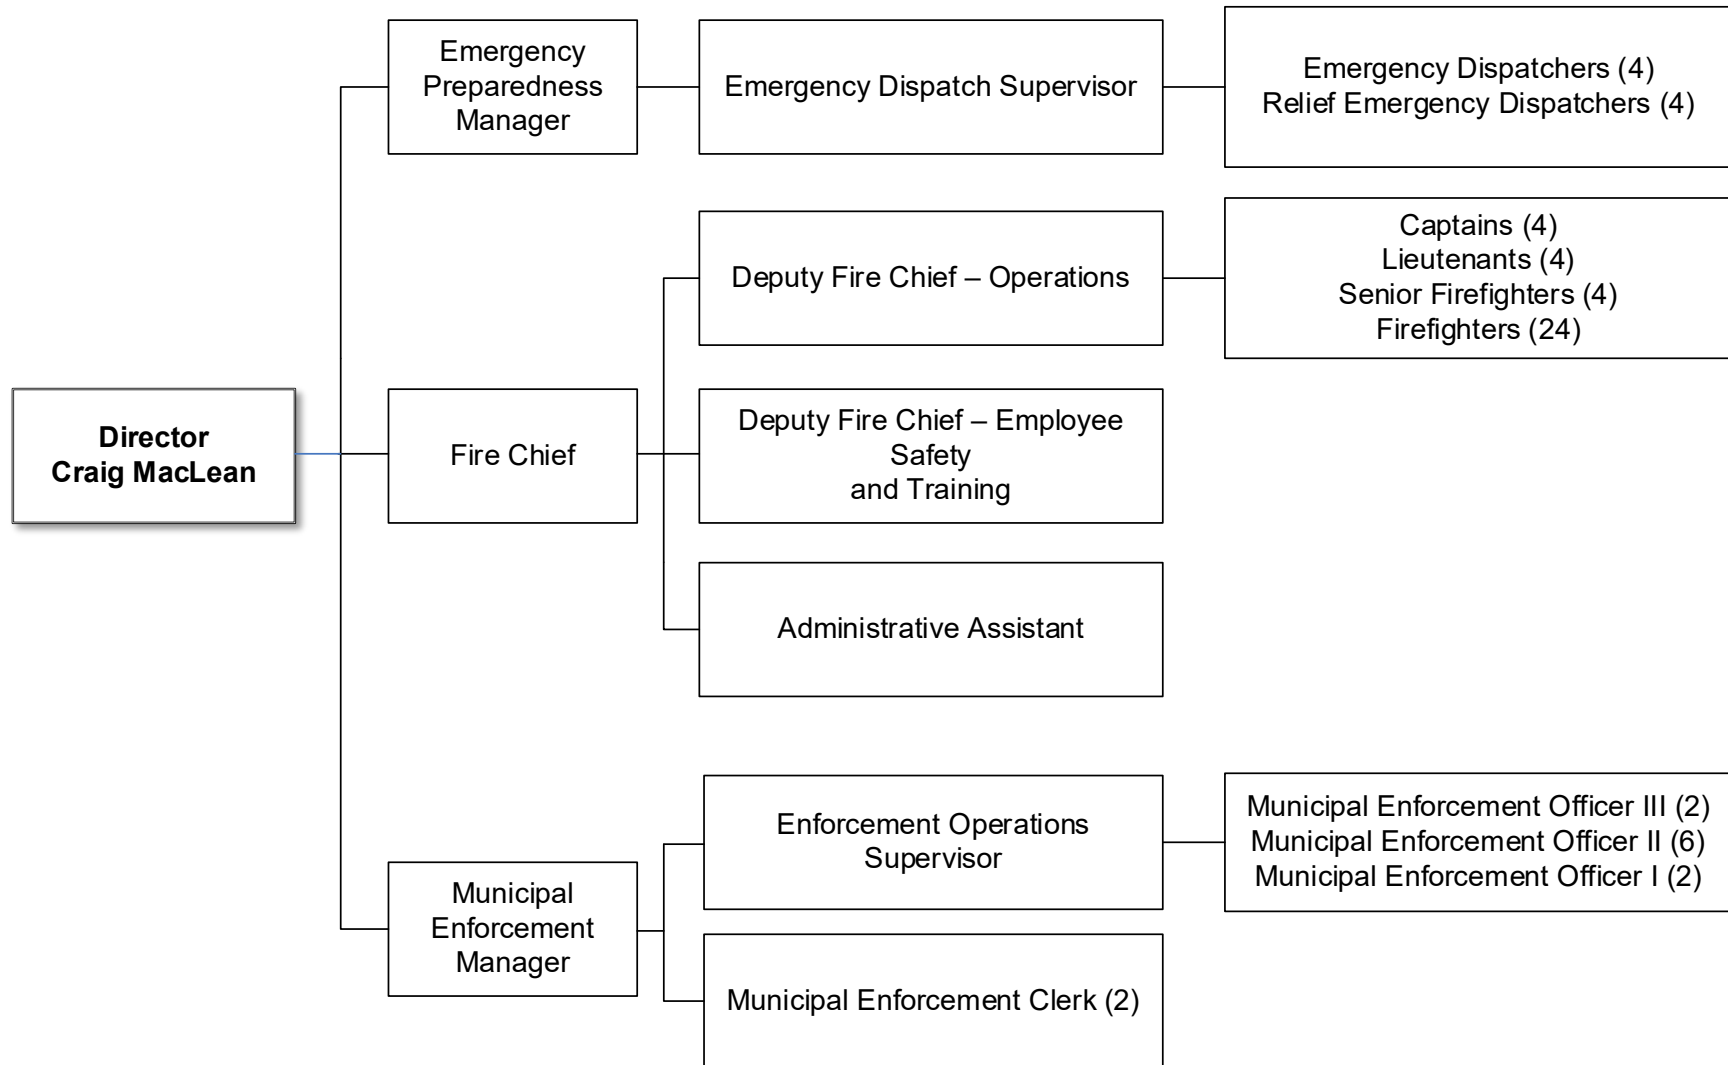 Emergency
Preparedness
Manager
Emergency Dispatch Supervisor
Emergency Dispatchers (4)
Relief Emergency Dispatchers (4)
Director
Craig MacLean
Fire Chief
Deputy Fire Chief – Operations
Captains (4)
Lieutenants (4)
Senior Firefighters (4)
Firefighters (24)
Deputy Fire Chief – Employee
Safety
and Training
Administrative Assistant
Municipal
Enforcement
Manager
Enforcement Operations
Supervisor
Municipal Enforcement Officer III (2)
Municipal Enforcement Officer II (6)
Municipal Enforcement Officer I (2)
Municipal Enforcement Clerk (2)